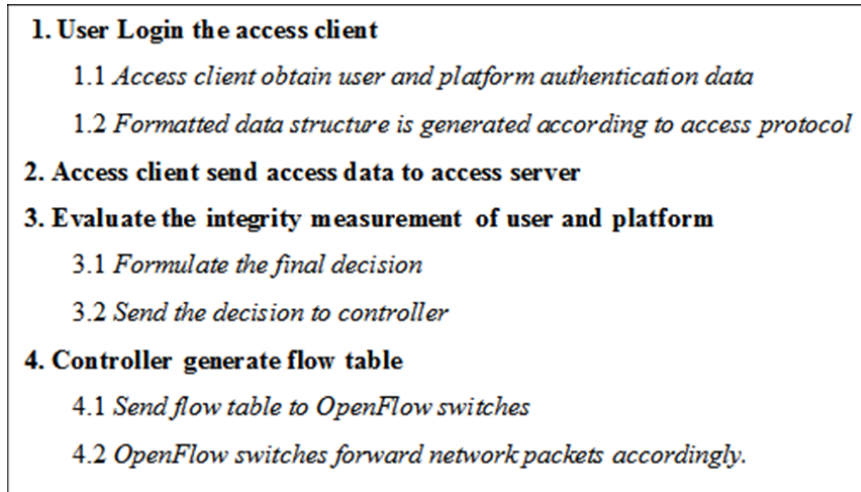 1. User Login the access client
1.1 Access client obtain user and platform authentication data
1.2 Formatted data structure is generated according to access protocol
2. Access client send access data to access server
3. Evaluate the integrity measurement of user and platform
3.1 Formulate the final decision
3.2 Send the decision to controller
4. Controller generate flow table
4.1 Send flow table to OpenFlow switches
4.2 OpenFlow switches forward network packets accordingly.